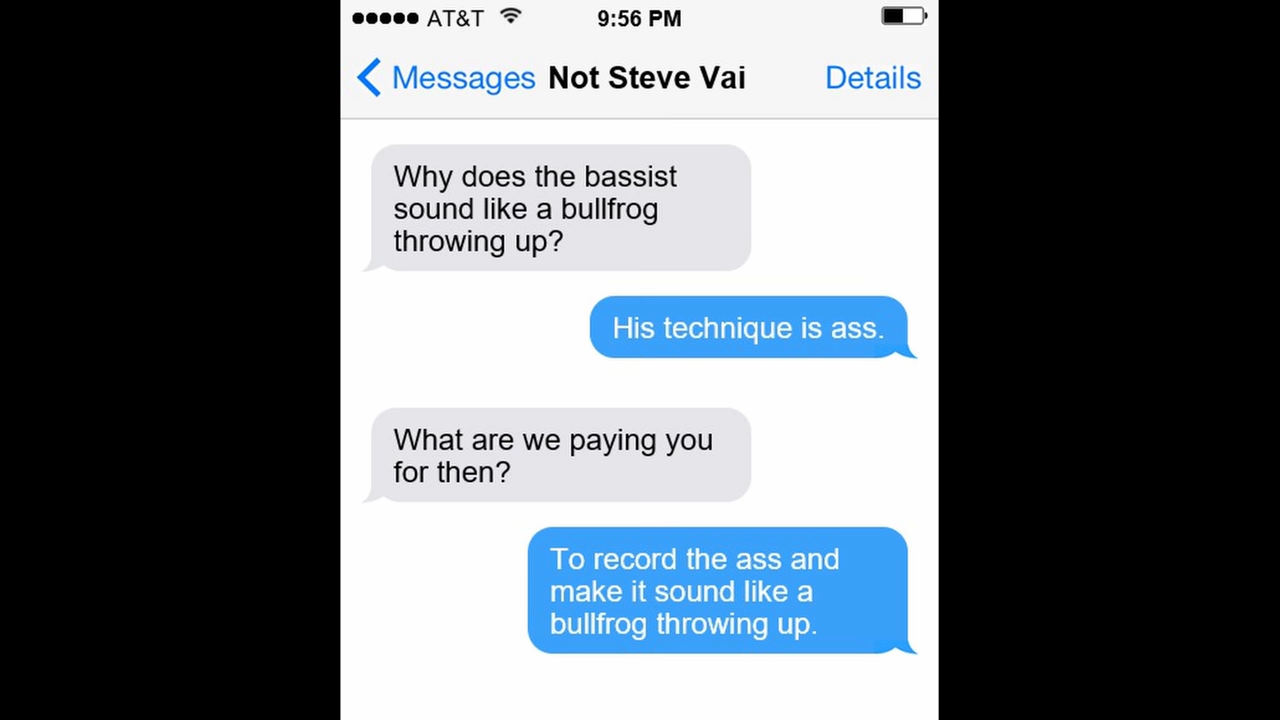 AT&T 9:56 PM
Messages Not Steve Vai Details
Why does the bassist
sound like a bullfrog
throwing up?
His technique is ass.
What are we paying you
for then?
To record the ass and
make it sound like a
bullfrog throwing up.